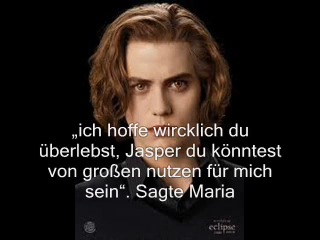 „ich hoffe wircklich du
überlebst, Jasper du könntest
von großen nutzen für mich
sein“. Sagte Maria
eclipse